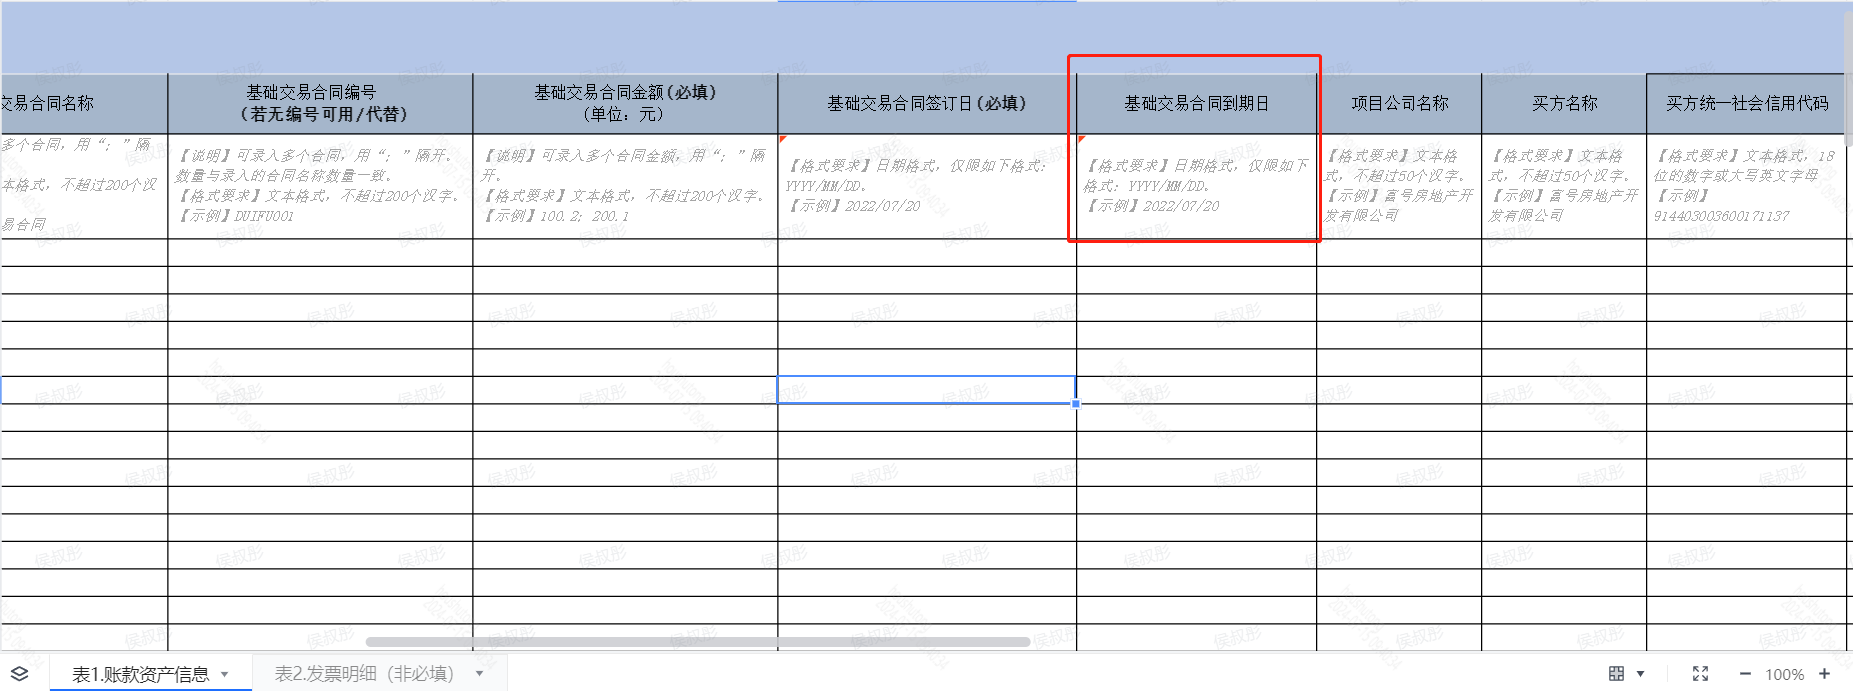 交易合同名称
基础交易合同编号
（若无编号可用/代替）
基础交易合同金额(必填)
(单位: 元)
基础交易合同签订日(必填)
基础交易合同到期日
项目公司名称
买方名称
买方统一社会信用代码
多个合同，用“；”隔
本格式，不超过200个汉
易合同
【说明】可录入多个合同，用“；”隔开。
数量与录入的合同名称数量一致。
【格式要求】文本格式，不超过200个汉字。
【示例】DUIFU001
【说明】可录入多个合同金额，用“；”隔
开。
【格式要求】文本格式，不超过200个汉字。
【示例】100.2；200.1
【格式要求】日期格式，仅限如下格式:
YYYY/MM/DD。
【示例】2022/07/20
【格式要求】日期格式，仅限如下
格式: YYYY/MM/DD。
【示例】2022/07/20
【格式要求】文本格
式，不超过50个汉字。
【示例】富号房地产开
发有限公司
【格式要求】文本格
式，不超过50个汉字。
【示例】富号房地产开
发有限公司
【格式要求】文本格式，18
位的数字或大写英文字母
【示例】
914403003600171137
侯叔彤
表1.账款资产信息
表2.发票明细（非必填）
100%